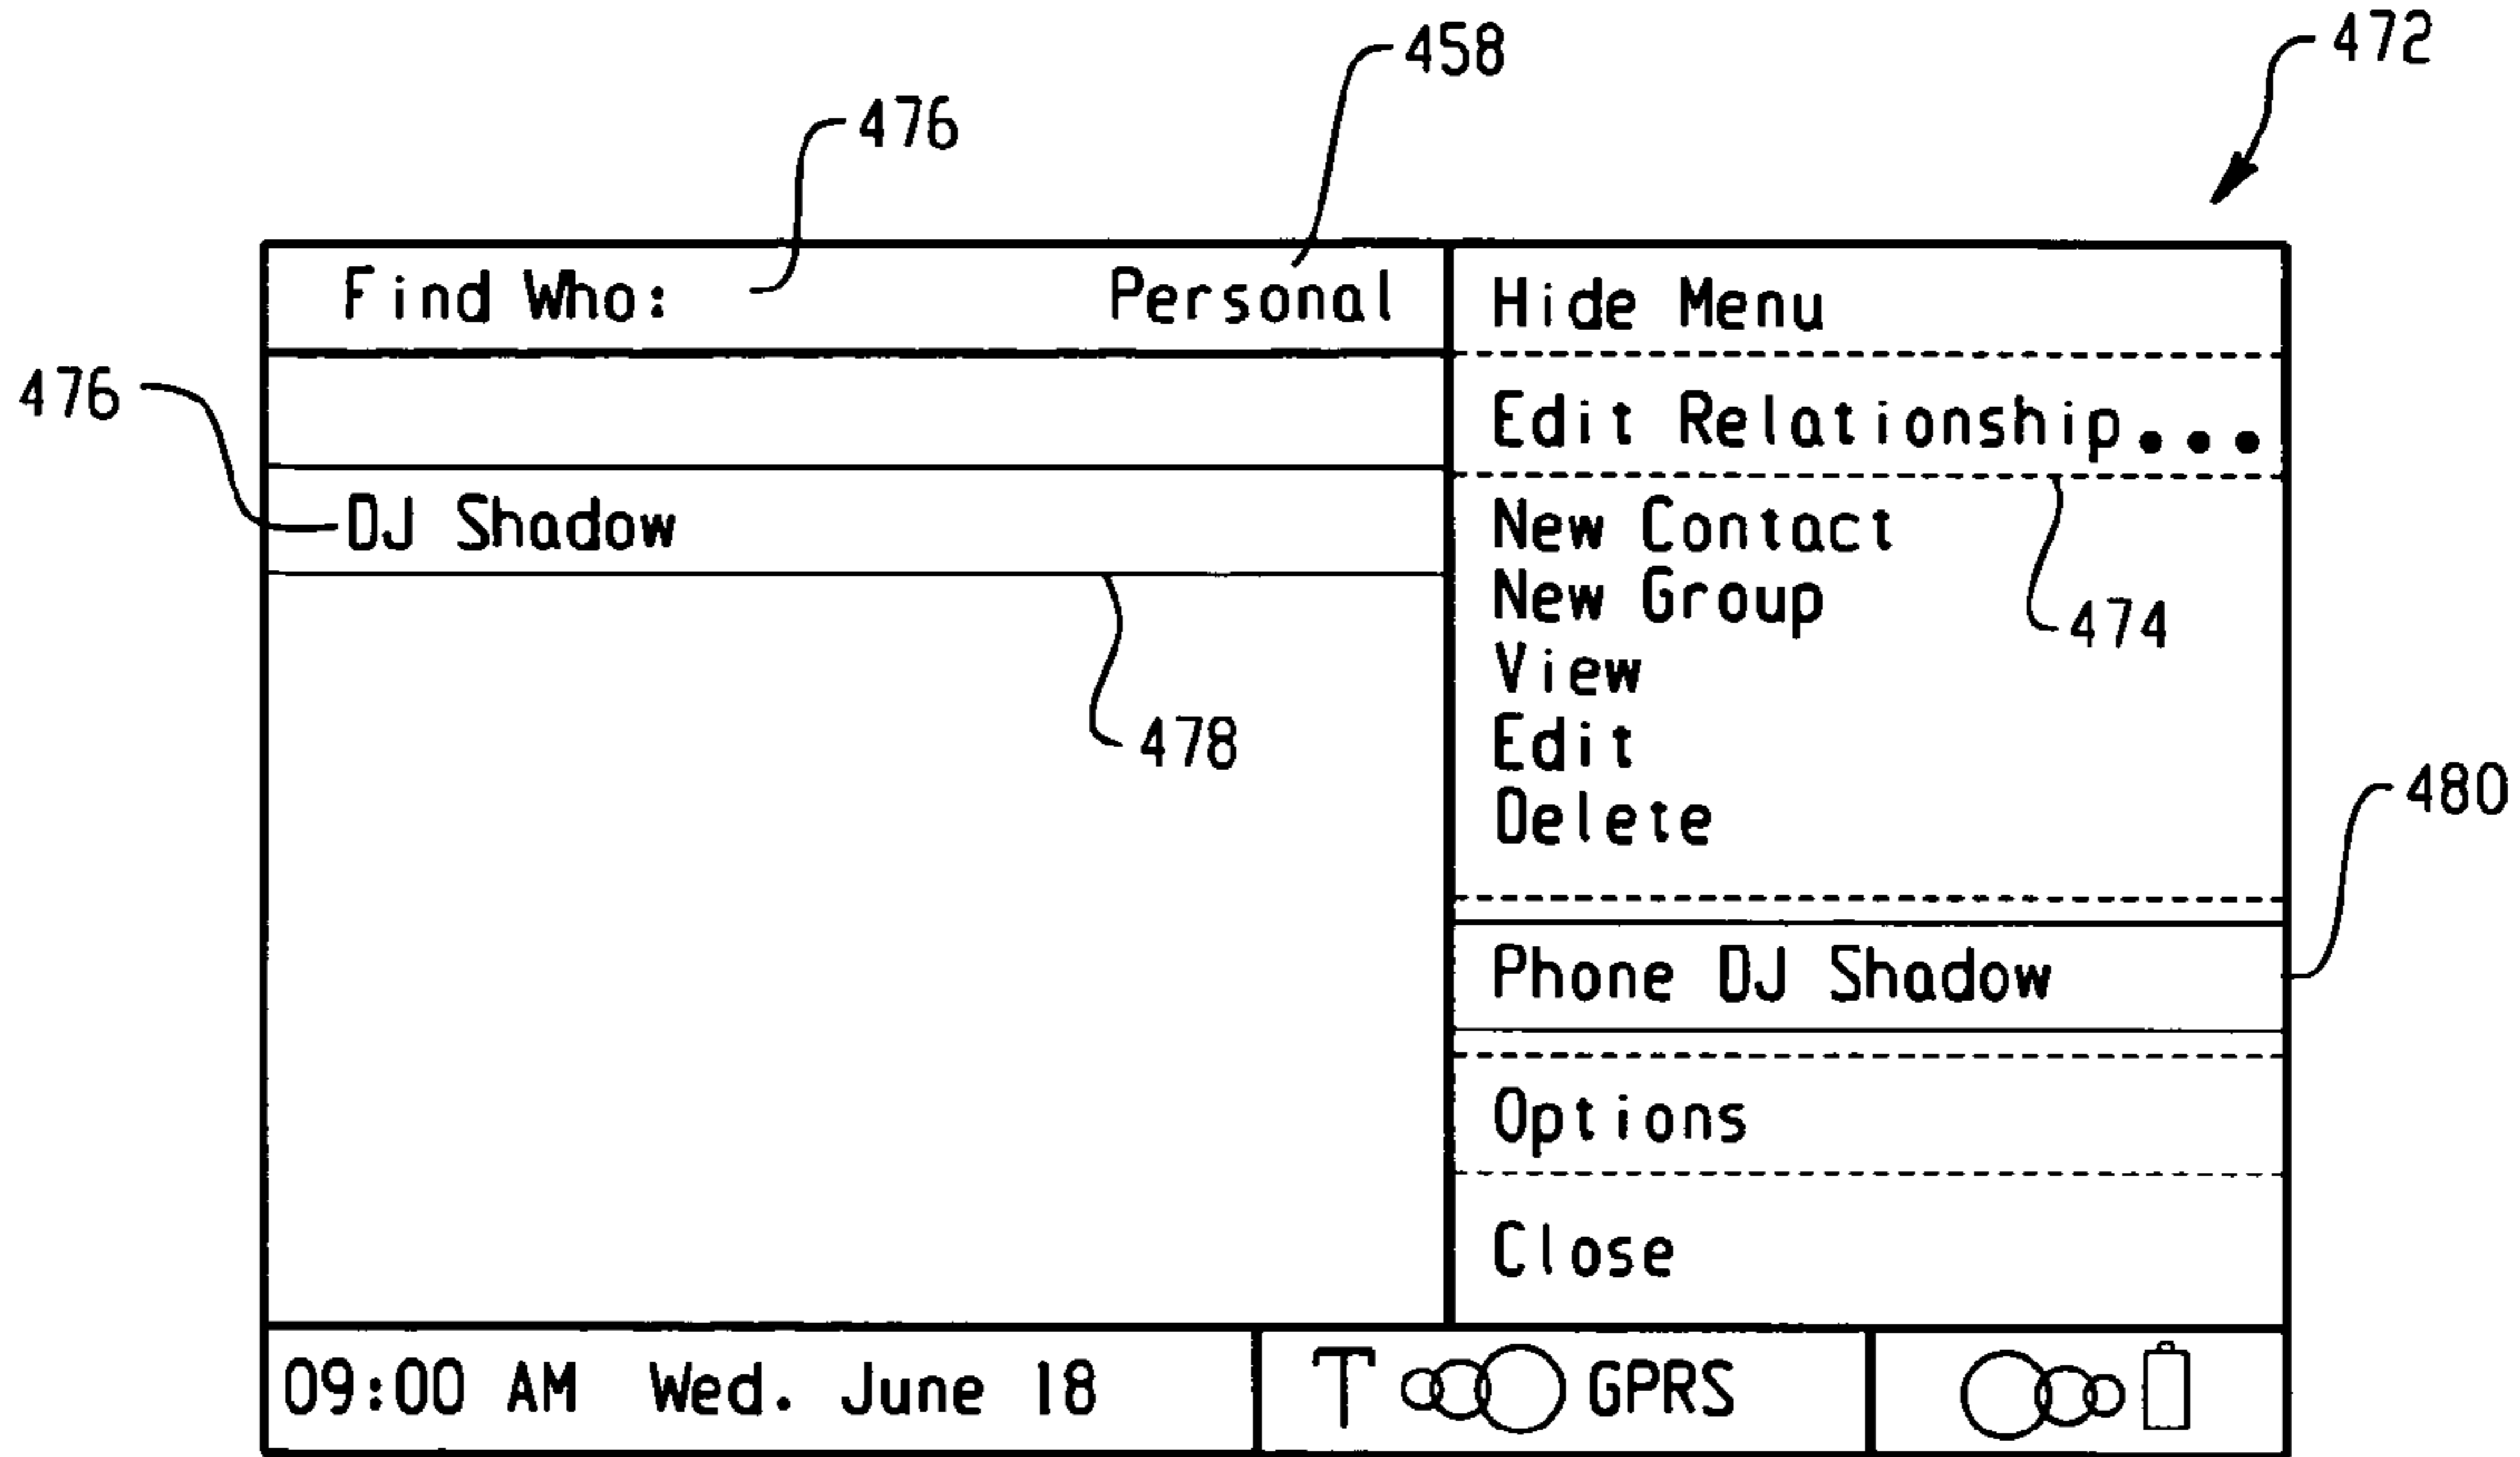 458
472
476
Find Who: Personal
Hide Menu
476
Edit Relationship...
DJ Shadow
New Contact
New Group
474
View
478
Edit
480
Delete
Phone DJ Shadow
Options
Close
09:00 AM Wed. June 18
T GPRS